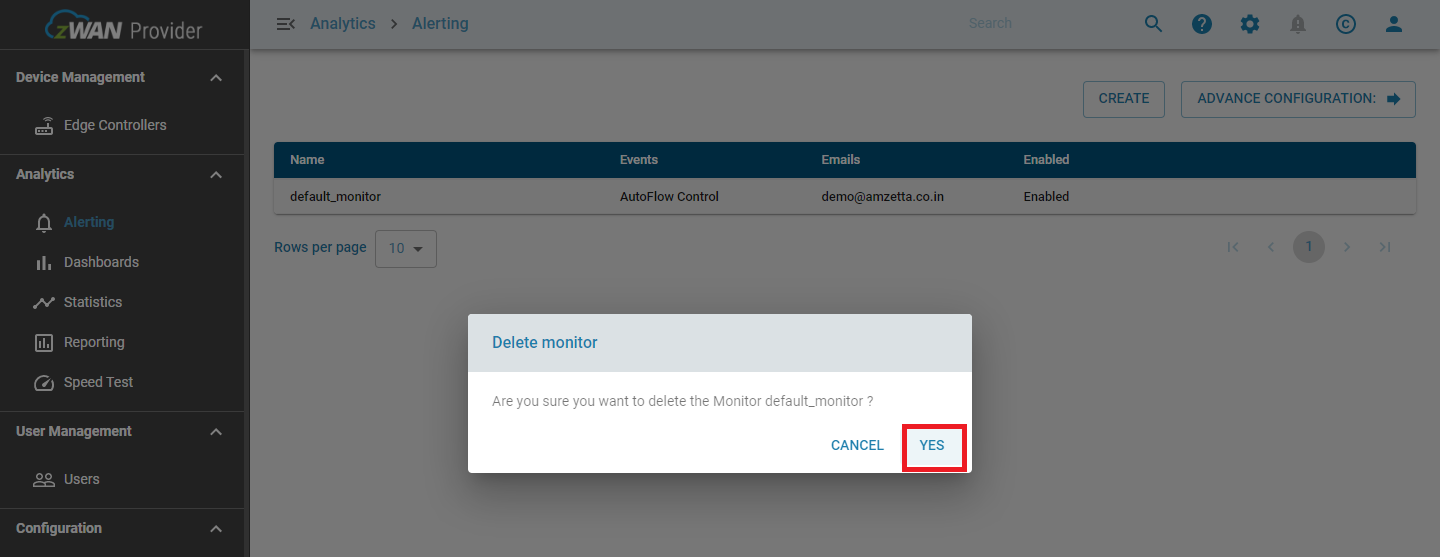 zWAN Provider
Analytics > Alerting
Search
Device Management
Edge Controllers
Analytics
Alerting
Dashboards
Statistics
Reporting
Speed Test
User Management
Users
Configuration
CREATE
ADVANCE CONFIGURATION:
Name Events Emails Enabled
default_monitor AutoFlow Control demo@amzetta.co.in Enabled
Rows per page 10
1
Delete monitor
Are you sure you want to delete the Monitor default_monitor ?
CANCEL YES